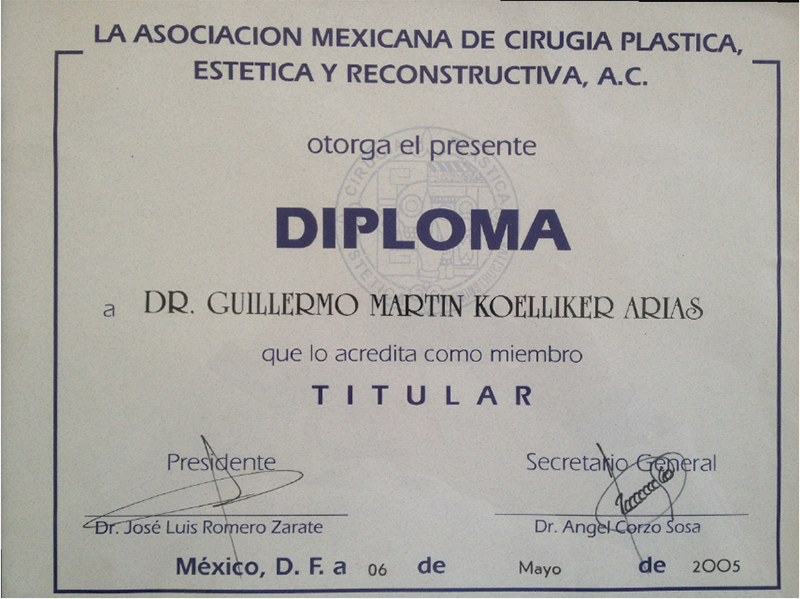 LA ASOCIACION MEXICANA DE CIRUGIA PLASTICA,
ESTETICA Y RECONSTRUCTIVA, A.C.
otorga el presente
DIPLOMA
a DR. GUILLERMO MARTIN KOELLIKER ARIAS
que lo acredita como miembro
TITULAR
Presidente
Dr. José Luis Romero Zarate
Secretario General
Dr. Angel Corzo Sosa
México, D. F. a 06 de Mayo de 2005